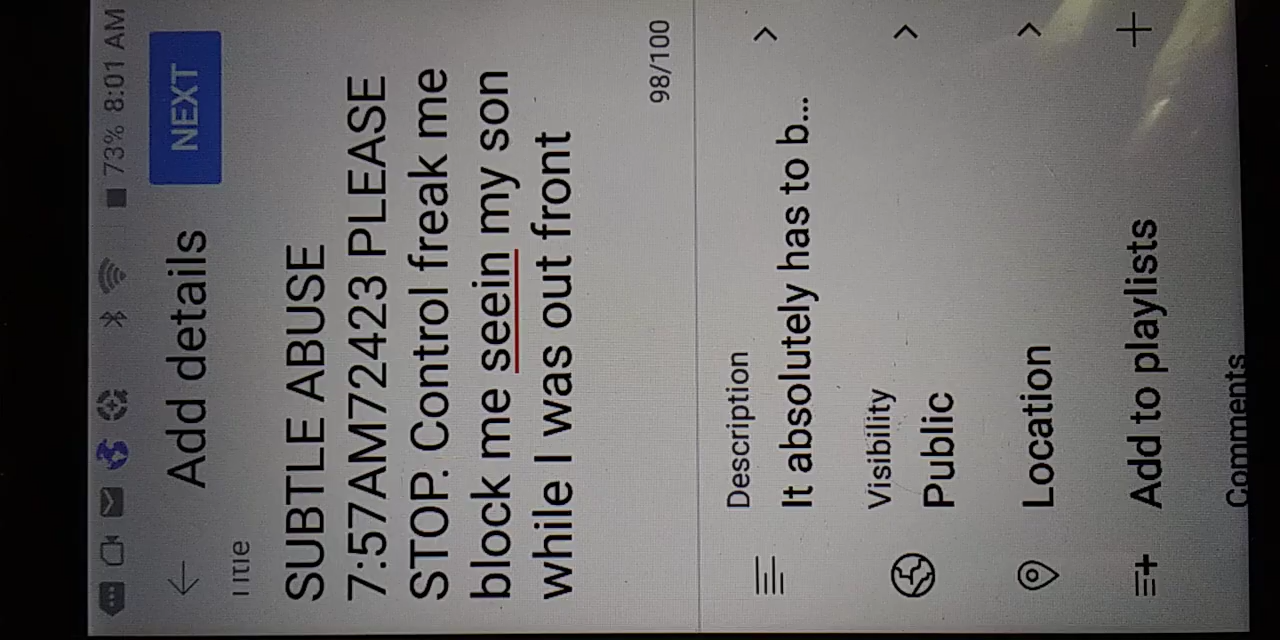 73% 8:01 AM
Add details
NEXT
Title
SUBTLE ABUSE
7:57AM72423 PLEASE
STOP. Control freak me
block me seein my son
while I was out front
98/100
Description
It absolutely has to b...
Visibility
Public
Location
Add to playlists
Comments